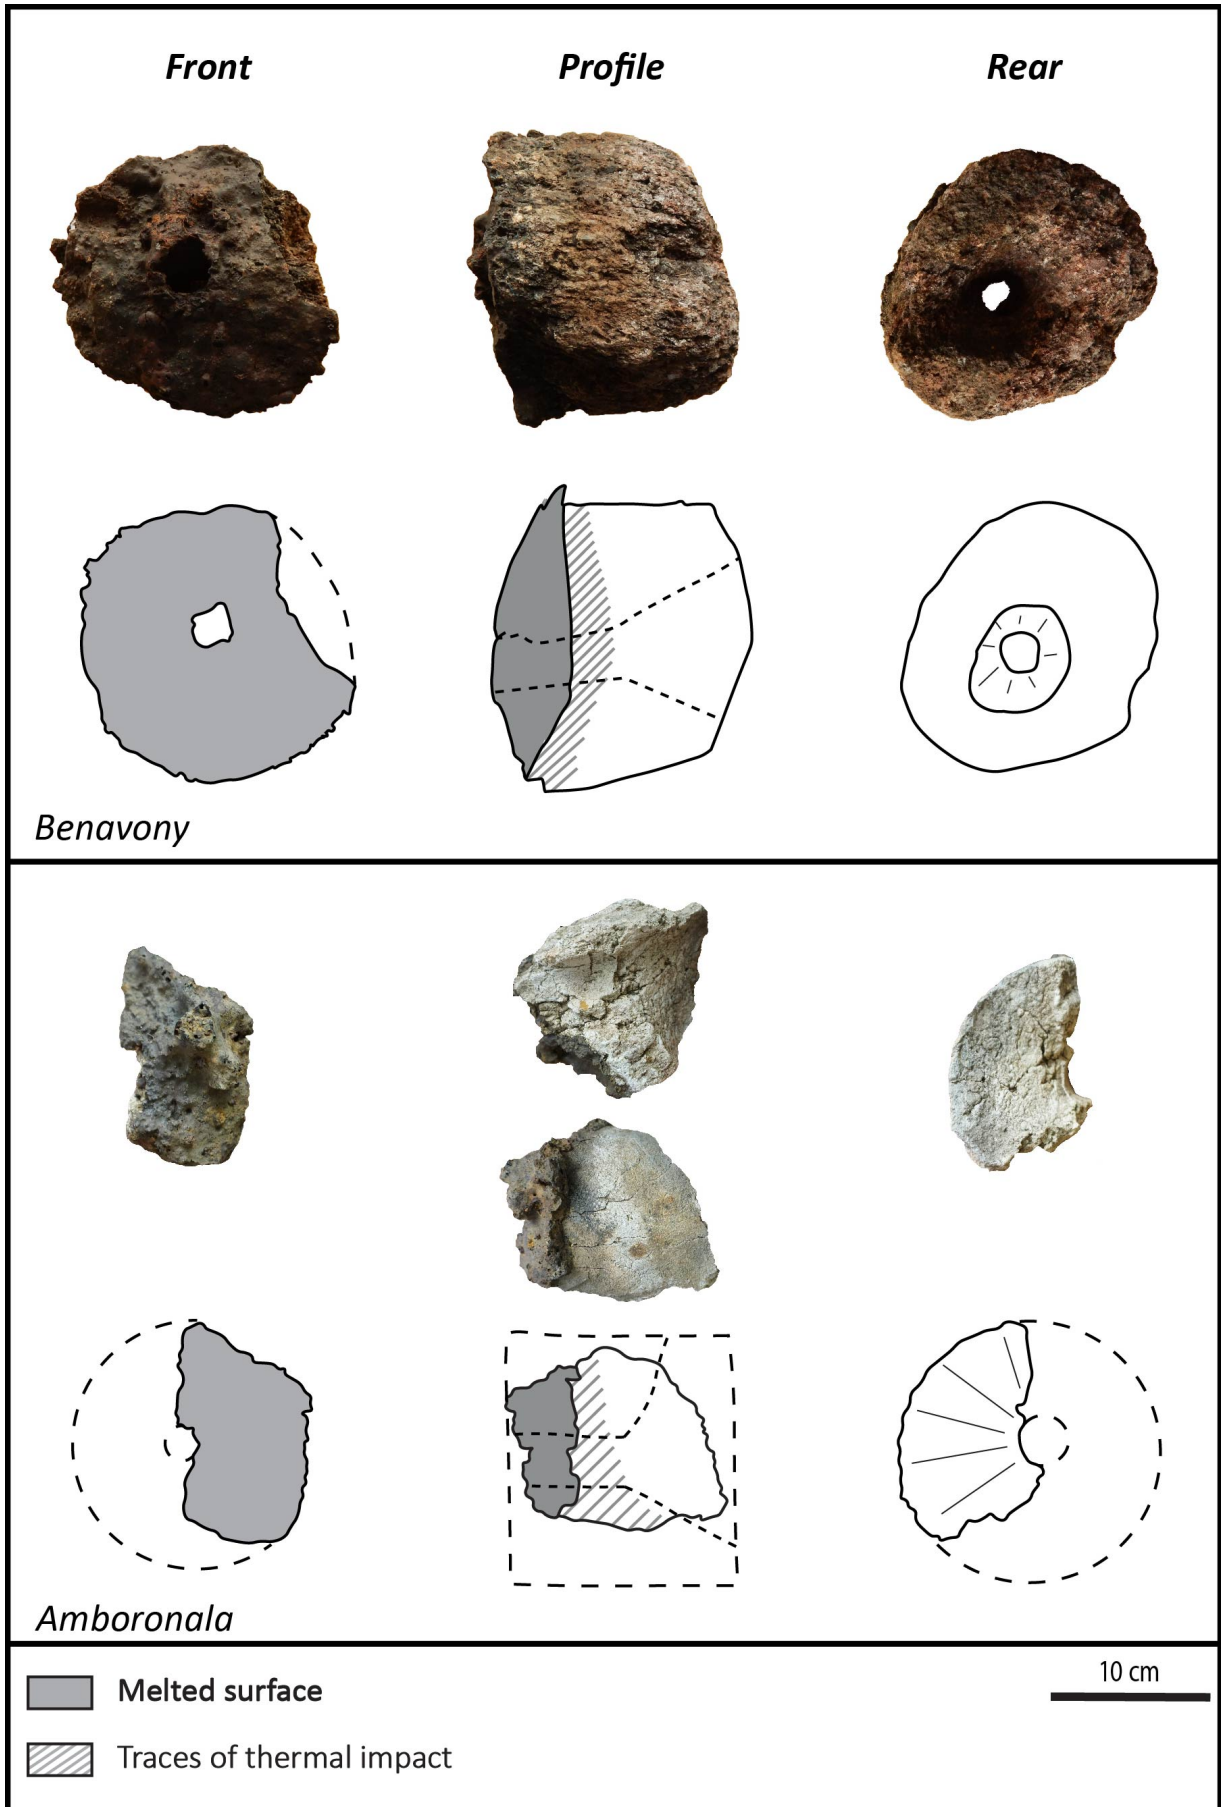 Front Profile Rear
Benavony
Amboronala
10 cm
Melted surface
Traces of thermal impact